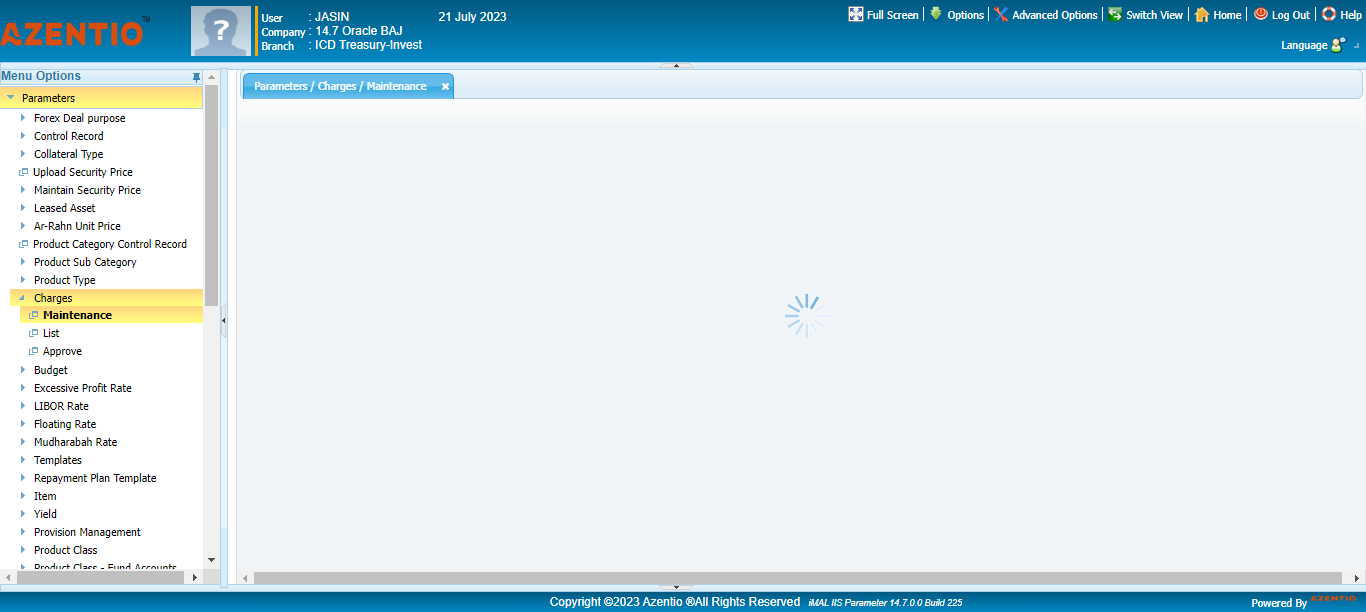 AZENTIO™
?
User : JASIN 21 July 2023
Company : 14.7 Oracle BAJ
Branch : ICD Treasury-Invest
Full Screen Options Advanced Options Switch View Home Log Out Help
Language
Menu Options
Parameters / Charges / Maintenance
Parameters
Forex Deal purpose
Control Record
Collateral Type
Upload Security Price
Maintain Security Price
Leased Asset
Ar-Rahn Unit Price
Product Category Control Record
Product Sub Category
Product Type
Charges
Maintenance
List
Approve
Budget
Excessive Profit Rate
LIBOR Rate
Floating Rate
Mudharabah Rate
Templates
Repayment Plan Template
Item
Yield
Provision Management
Product Class
Product Class - Fund Accounts
Copyright ©2023 Azentio ®All Rights Reserved iMAL IIS Parameter 14.7.0.0 Build 225
Powered By AZENTIO